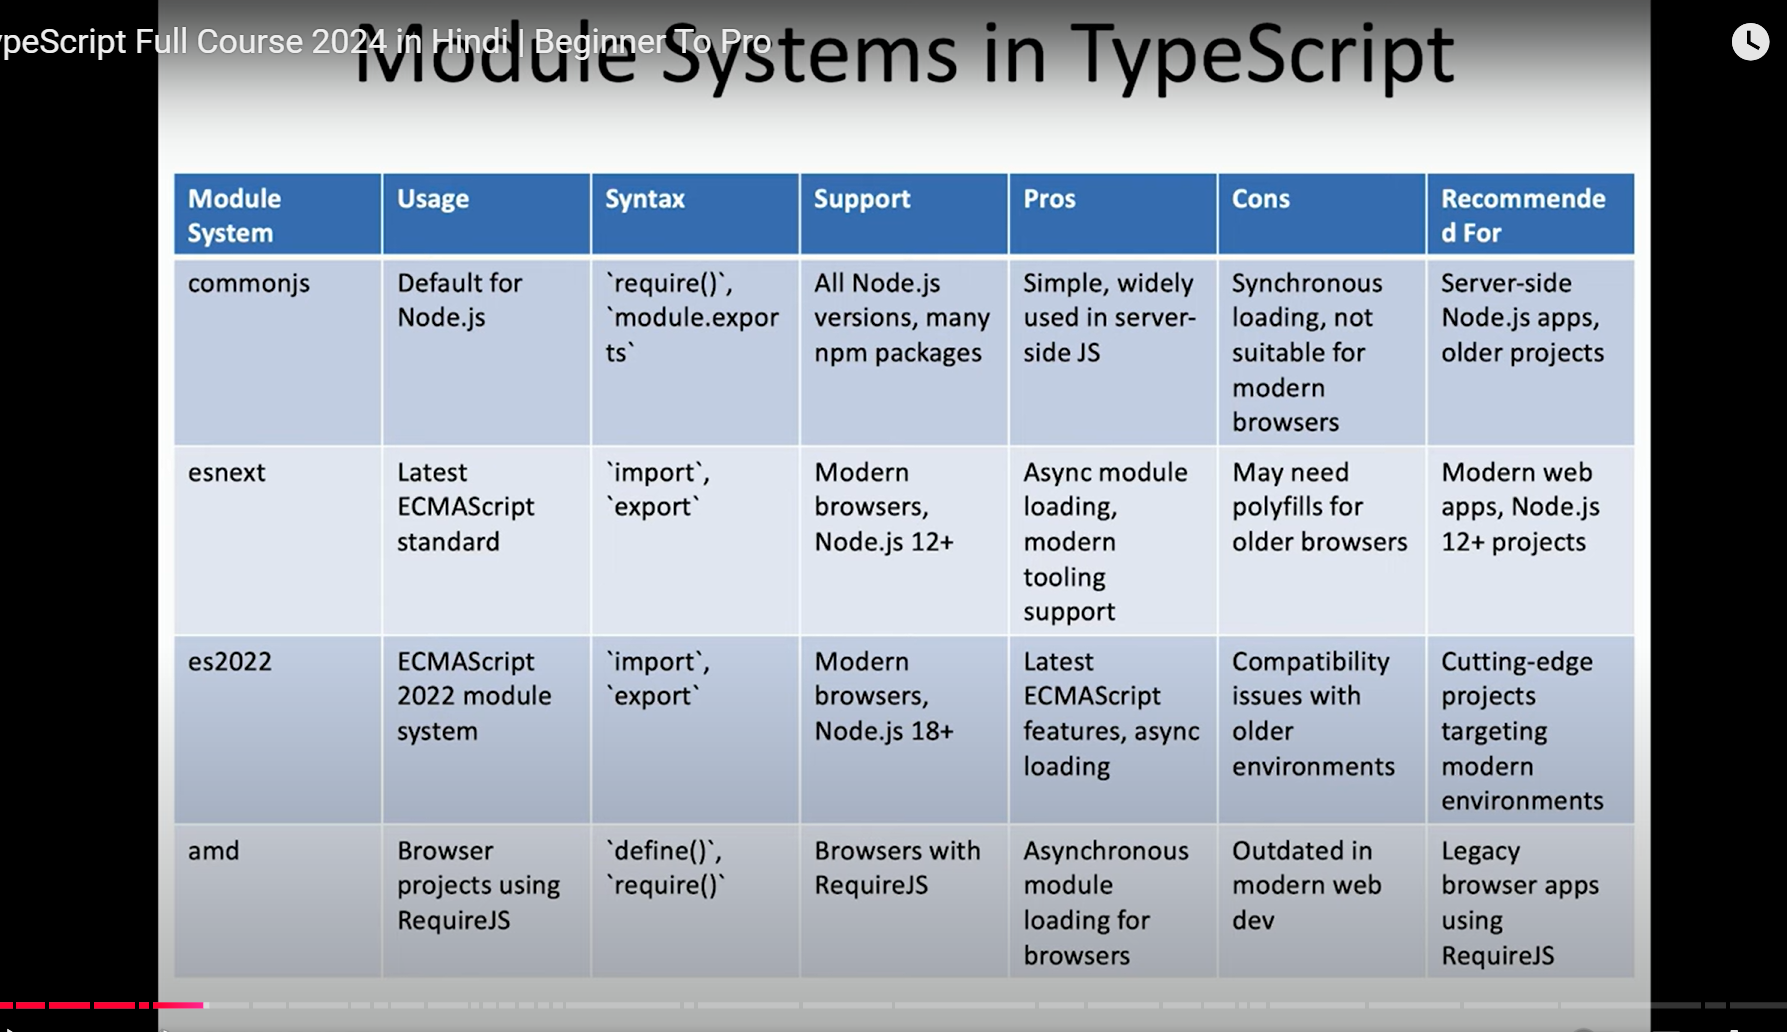 ypeScript Full Course 2024 in Hindi | Beginner To Pro
Module Systems in TypeScript
Module
System
Usage
Syntax
Support
Pros
Cons
Recommende
d For
commonjs
Default for
Node.js
`require()`,
`module.expor
ts`
All Node.js
versions, many
npm packages
Simple, widely
used in server-
side JS
Synchronous
loading, not
suitable for
modern
browsers
Server-side
Node.js apps,
older projects
esnext
Latest
ECMAScript
standard
`import`,
`export`
Modern
browsers,
Node.js 12+
Async module
loading,
modern
tooling
support
May need
polyfills for
older browsers
Modern web
apps, Node.js
12+ projects
es2022
ECMAScript
2022 module
system
`import`,
`export`
Modern
browsers,
Node.js 18+
Latest
ECMAScript
features, async
loading
Compatibility
issues with
older
environments
Cutting-edge
projects
targeting
modern
environments
amd
Browser
projects using
RequireJS
`define()`,
`require()`
Browsers with
RequireJS
Asynchronous
module
loading for
browsers
Outdated in
modern web
dev
Legacy
browser apps
using
RequireJS